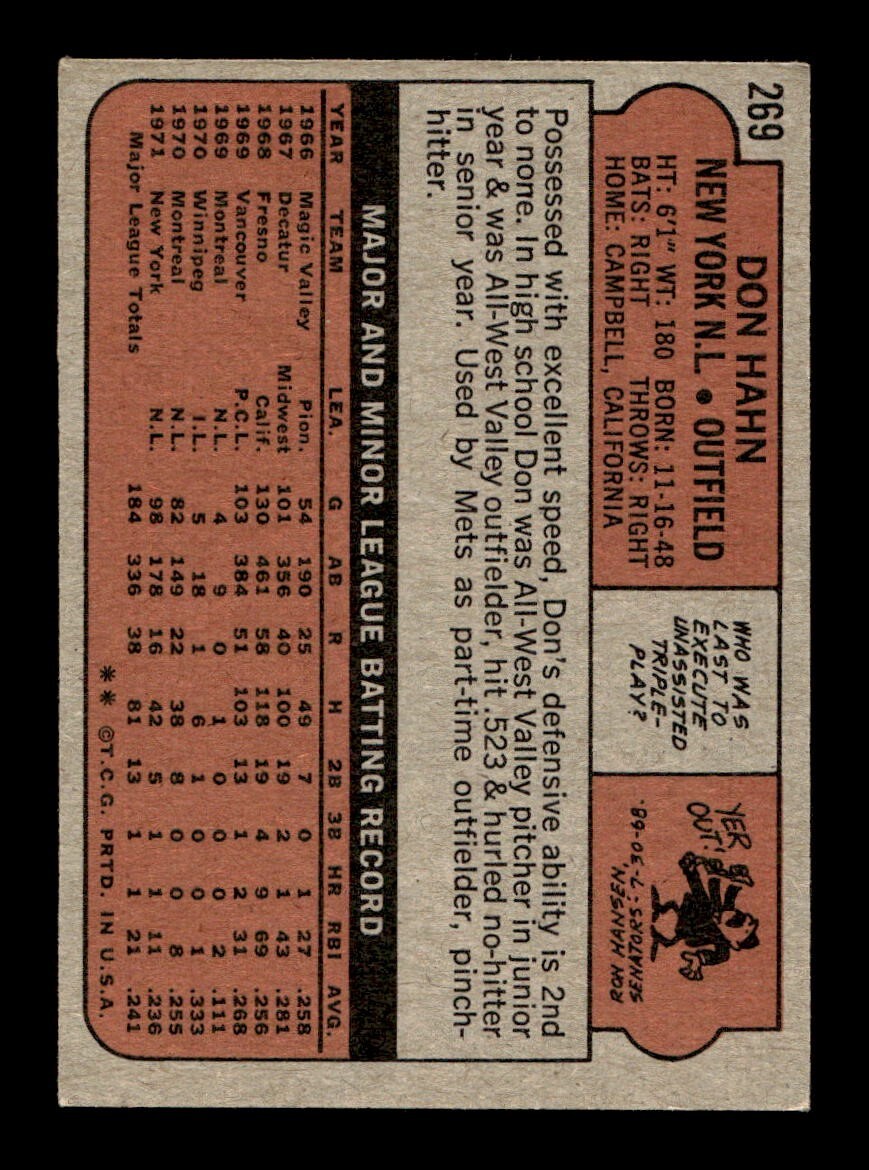 269
DON HAHN
NEW YORK N.L. • OUTFIELD
HT: 6'1" WT: 180 BORN: 11-16-48
BATS: RIGHT THROWS: RIGHT
HOME: CAMPBELL, CALIFORNIA
WHO WAS
LAST TO
EXECUTE
UNASSISTED
TRIPLE-
PLAY?
YER
OUT!
RON HANSEN,
SENATORS: 7-30-68.
Possessed with excellent speed, Don's defensive ability is 2nd
to none. In high school Don was All-West Valley pitcher in junior
year & was All-West Valley outfielder, hit .523 & hurled no-hitter
in senior year. Used by Mets as part-time outfielder, pinch-
hitter.
MAJOR AND MINOR LEAGUE BATTING RECORD
YEAR TEAM LEA. G AB R H 2B 3B HR RBI AVG.
1966 Magic Valley Pion. 54 190 25 49 7 0 1 27 .258
1967 Decatur Midwest 101 356 40 100 19 2 1 43 .281
1968 Fresno Calif. 130 461 58 118 19 4 9 69 .256
1969 Vancouver P.C.L. 103 384 51 103 13 1 2 31 .268
1969 Montreal N.L. 4 9 0 1 0 0 0 2 .111
1970 Winnipeg I.L. 5 18 1 6 1 0 0 1 .333
1970 Montreal N.L. 82 149 22 38 8 0 0 8 .255
1971 New York N.L. 98 178 16 42 5 1 1 11 .236
Major League Totals 184 336 38 81 13 1 1 21 .241
** ©T.C.G. PRTD. IN U.S.A.